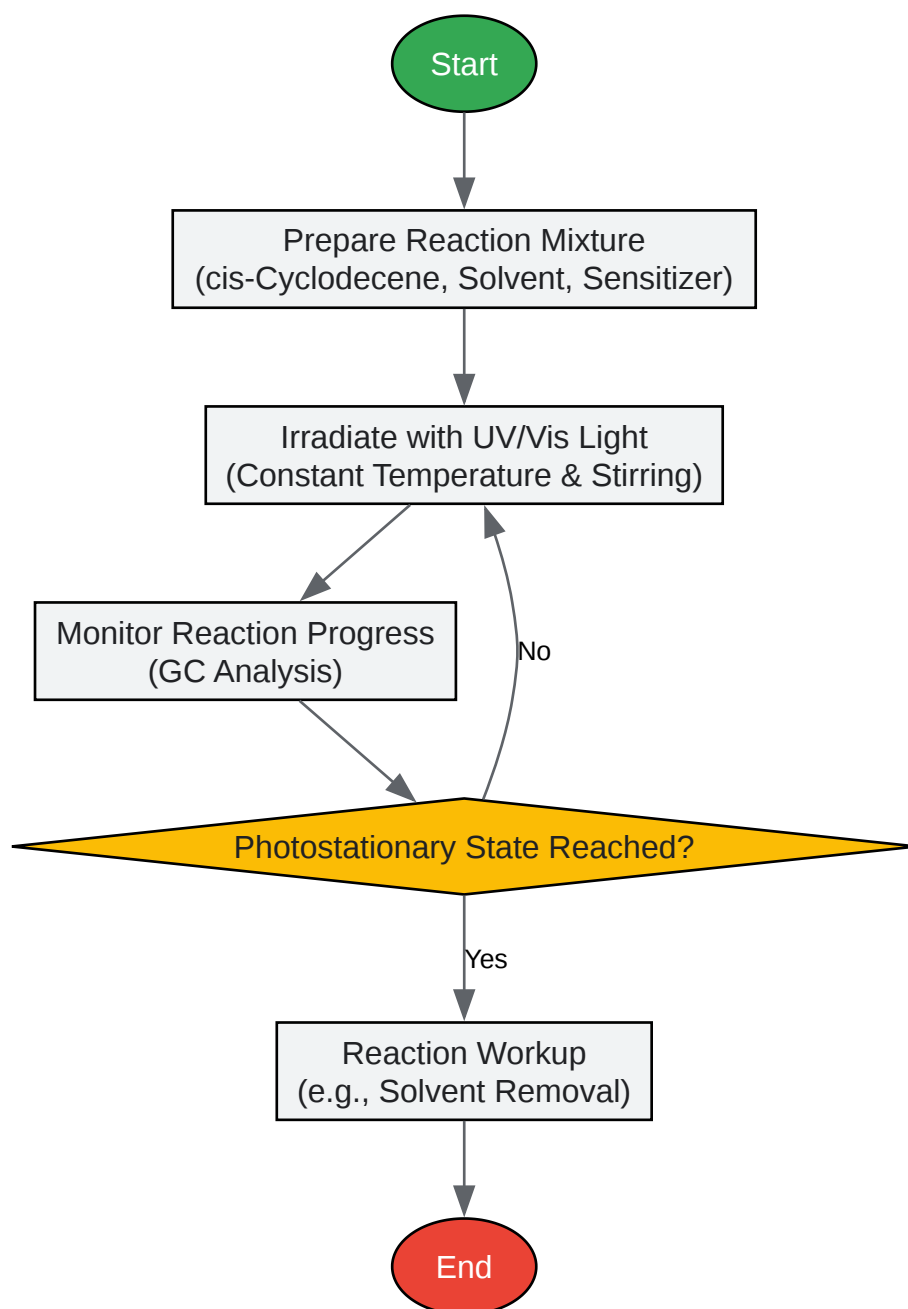 Start
Prepare Reaction Mixture
(cis-Cyclodecene, Solvent, Sensitizer)
Irradiate with UV/Vis Light
(Constant Temperature & Stirring)
Monitor Reaction Progress
(GC Analysis)
No
Photostationary State Reached?
Yes
Reaction Workup
(e.g., Solvent Removal)
End